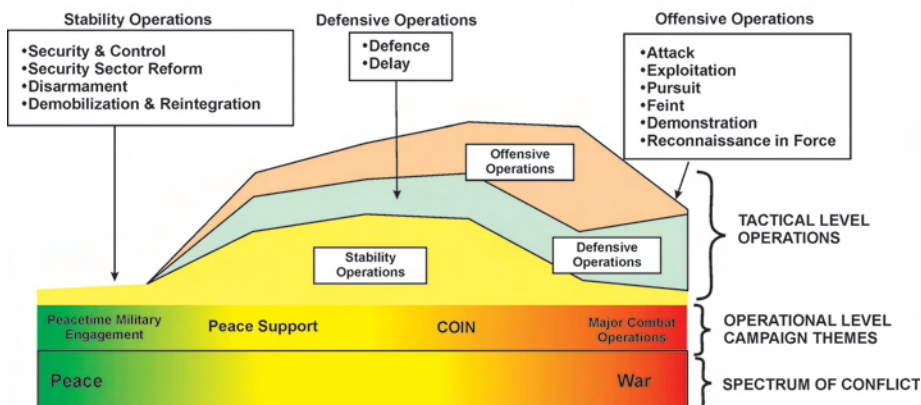 Stability Operations
•Security & Control
•Security Sector Reform
•Disarmament
•Demobilization & Reintegration
Defensive Operations
•Defence
•Delay
Offensive Operations
•Attack
•Exploitation
•Pursuit
•Feint
•Demonstration
•Reconnaissance in Force
Offensive
Operations
Defensive
Operations
Stability
Operations
TACTICAL LEVEL
OPERATIONS
Peacetime Military
Engagement
Peace Support
COIN
Major Combat
Operations
OPERATIONAL LEVEL
CAMPAIGN THEMES
Peace
War
SPECTRUM OF CONFLICT